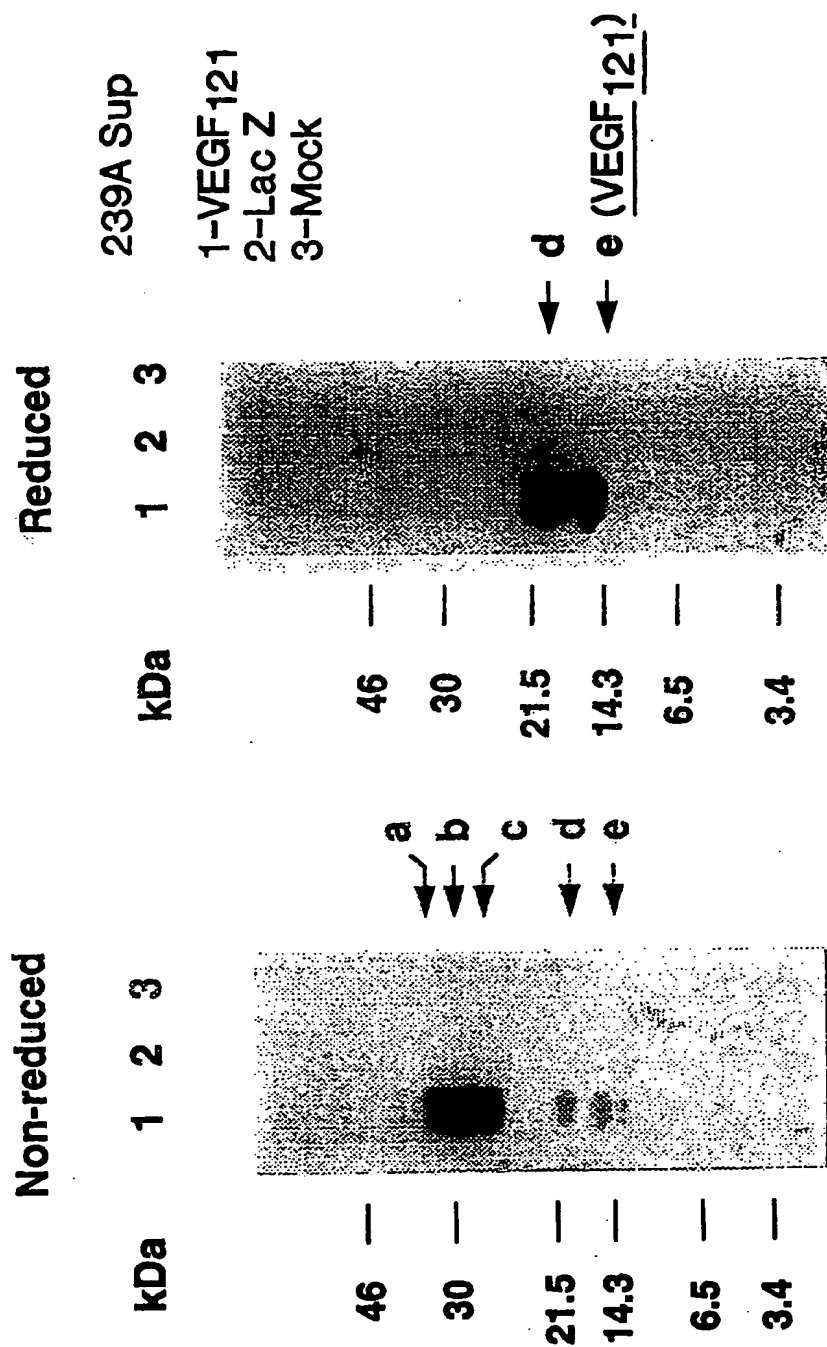 Non-reduced
kDa 1 2 3
46
30
21.5
14.3
6.5
3.4
a
b
c
d
e
Reduced
kDa 1 2 3
46
30
21.5
14.3
6.5
3.4
d
e (VEGF121)
239A Sup
1-VEGF121
2-Lac Z
3-Mock